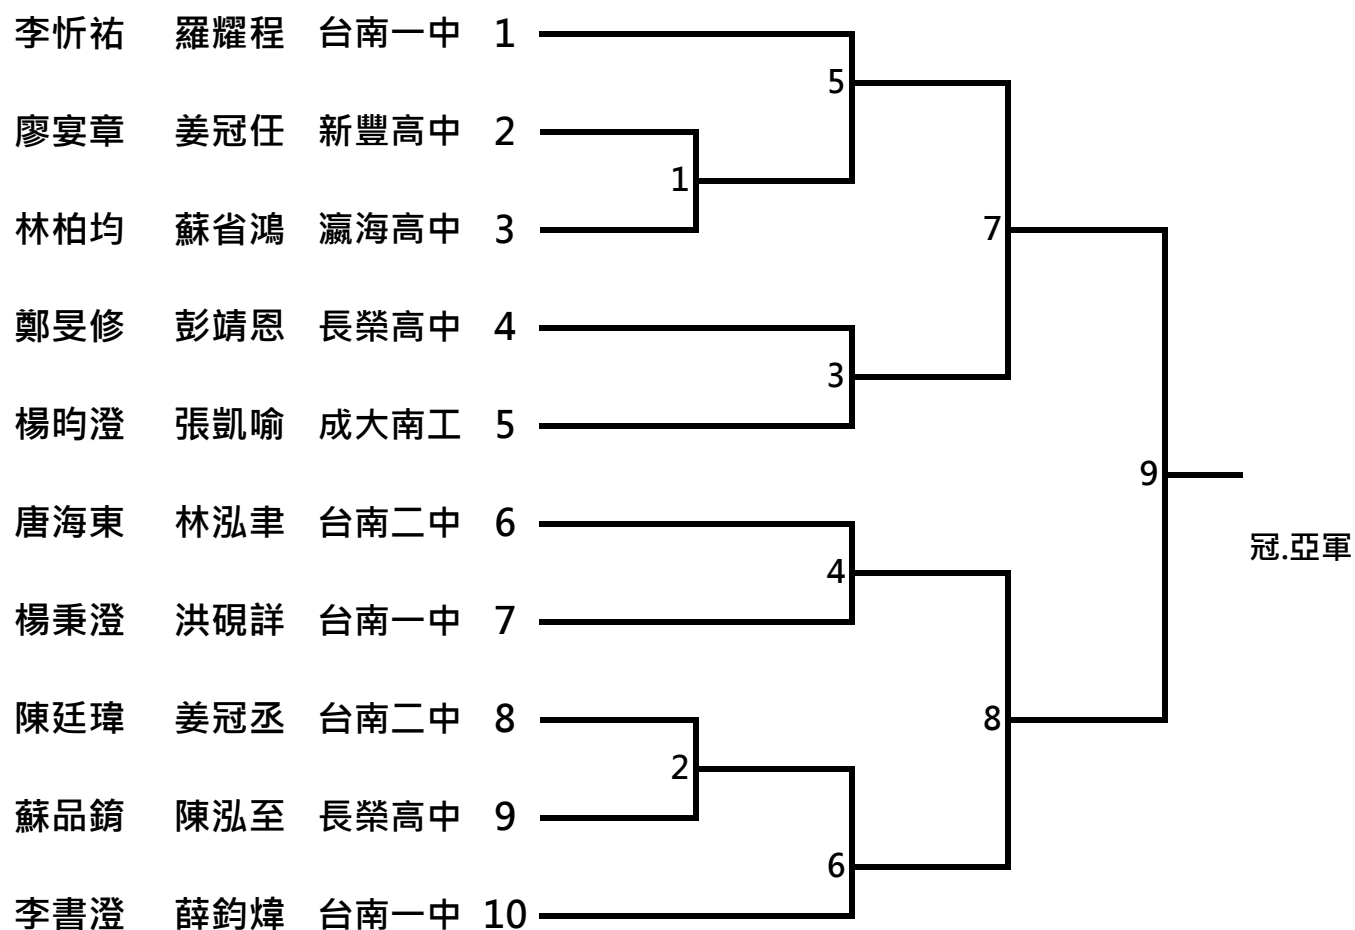 李忻祐 羅耀程 台南一中 1
5
廖宴章 姜冠任 新豐高中 2
1
林柏均 蘇省鴻 瀛海高中 3
7
鄭旻修 彭靖恩 長榮高中 4
3
楊昀澄 張凱喻 成大南工 5
9
唐海東 林泓聿 台南二中 6
冠.亞軍
4
楊秉澄 洪硯詳 台南一中 7
陳廷瑋 姜冠丞 台南二中 8
8
2
蘇品錥 陳泓至 長榮高中 9
6
李書澄 薛鈞煒 台南一中 10